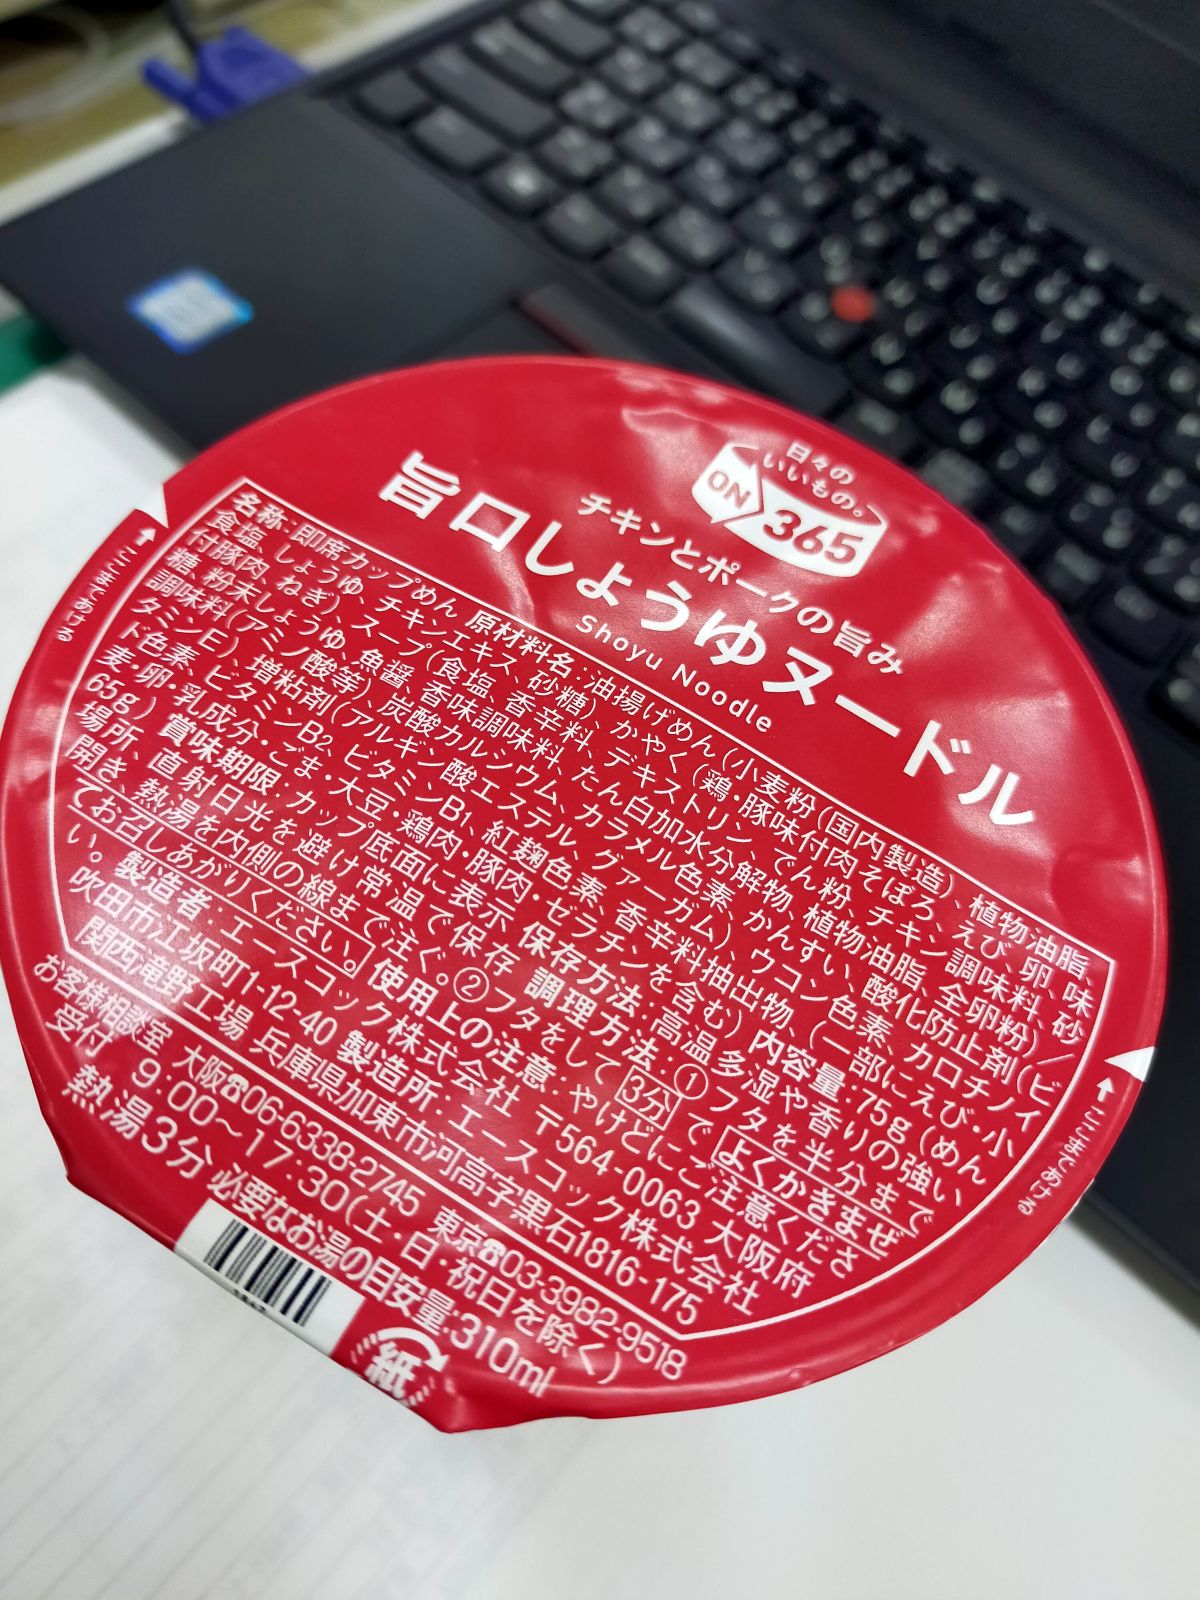 日々の
いいもの。
ON 365
チキンとポークの旨み
旨口しょうゆヌードル
Shoyu Noodle
名称:即席カップめん 原材料名:油揚げめん(小麦粉(国内製造)、植物油脂、
食塩、しょうゆ、チキンエキス、砂糖)、かやく(鶏・豚味付肉そぼろ、えび、卵、味
付豚肉、ねぎ)、スープ(食塩、香辛料、デキストリン、でん粉、チキン調味料、砂
糖、粉末しょうゆ、魚醤、香味調味料、たん白加水分解物、植物油脂、全卵粉)/
調味料(アミノ酸等)、炭酸カルシウム、カラメル色素、かんすい、酸化防止剤(ビ
タミンE)、増粘剤(アルギン酸エステル、グァーガム)、ウコン色素、カロチノイ
ド色素、ビタミンB2、ビタミンB1、紅麹色素、香辛料抽出物、(一部にえび・小
麦・卵・乳成分・ごま・大豆・鶏肉・豚肉・ゼラチンを含む) 内容量:75g(めん
65g) 賞味期限:カップ底面に表示 保存方法:高温多湿や香りの強い
場所、直射日光を避け常温で保存 調理方法:①フタを半分まで
開き、熱湯を内側の線まで注ぐ。②フタをして3分でよくかきまぜ
てお召しあがりください。 使用上の注意:やけどにご注意くださ
い。 製造者:エースコック株式会社 〒564-0063 大阪府
吹田市江坂町1-12-40 製造所:エースコック株式会社
関西滝野工場 兵庫県加東市河高字黒石1816-175
お客様相談室 大阪☎06-6338-2745 東京☎03-3982-9518
受付 9:00~17:30(土・日・祝日を除く)
熱湯3分 必要なお湯の目安量:310ml
ここまであける
ここまであける